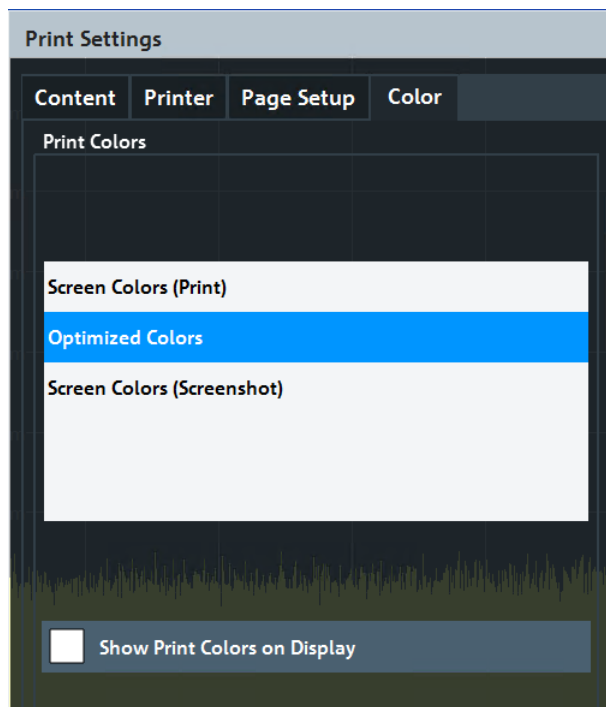 Print Settings
Content Printer Page Setup Color
Print Colors
Screen Colors (Print)
Optimized Colors
Screen Colors (Screenshot)
Show Print Colors on Display